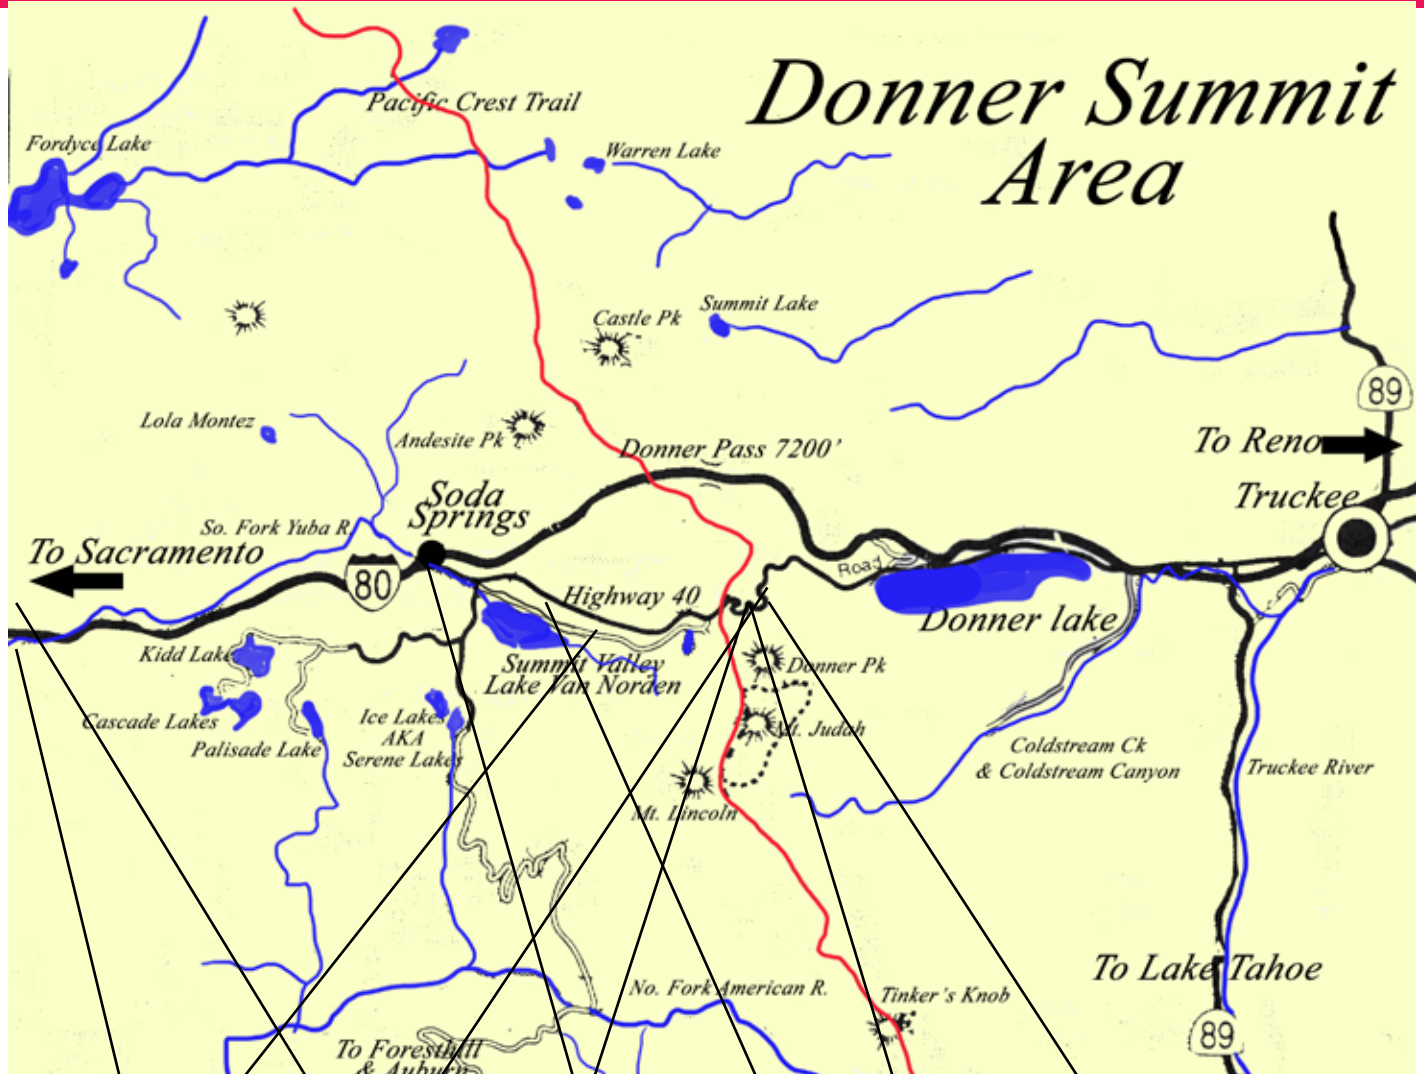 Donner Summit
Area
Pacific Crest Trail
Fordyce Lake
Warren Lake
Summit Lake
Castle Pk
89
Lola Montez
Andesite Pk
Donner Pass 7200'
To Reno
Truckee
Soda
Springs
So. Fork Yuba R
To Sacramento
80
Road
Highway 40
Donner lake
Kidd Lake
Summit Valley
Lake Van Norden
Donner Pk
Cascade Lakes
Palisade Lake
Ice Lakes
AKA
Serene Lakes
Mt. Judah
Coldstream Ck
& Coldstream Canyon
Truckee River
Mt. Lincoln
To Lake Tahoe
No. Fork American R.
Tinker's Knob
89
To Foresthill
& Auburn